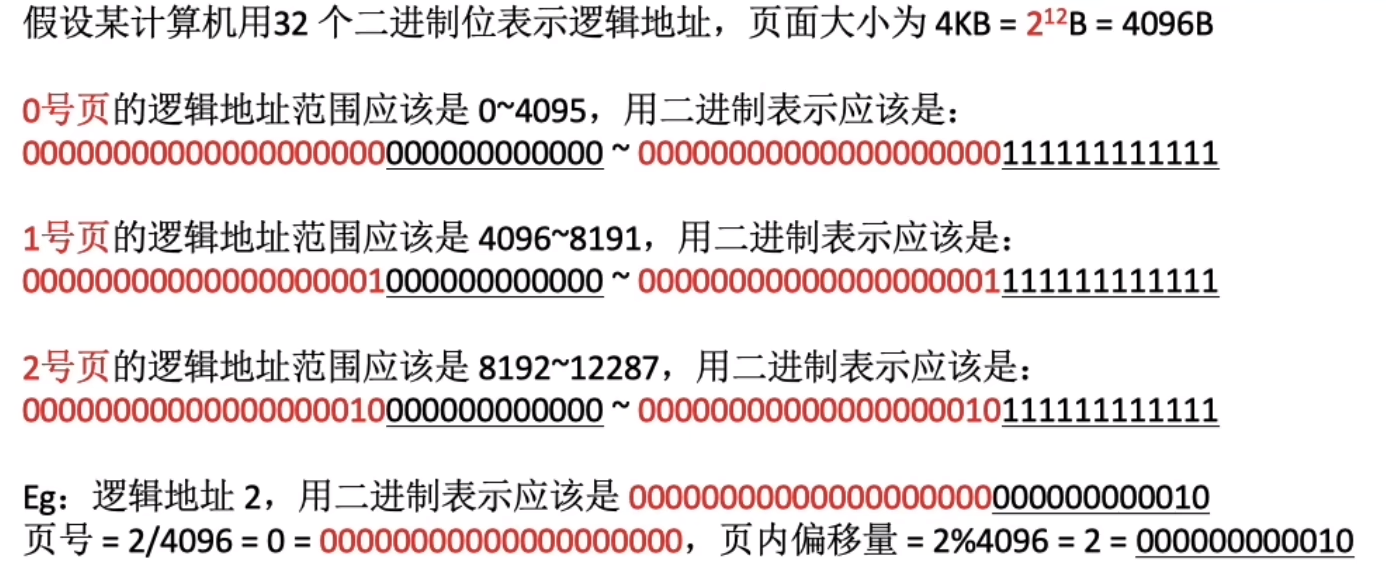 假设某计算机用32 个二进制位表示逻辑地址，页面大小为 4KB = 2¹²B = 4096B
0号页的逻辑地址范围应该是 0~4095，用二进制表示应该是：
00000000000000000000000000000000 ~ 00000000000000000000111111111111
1号页的逻辑地址范围应该是 4096~8191，用二进制表示应该是：
00000000000000000001000000000000 ~ 00000000000000000001111111111111
2号页的逻辑地址范围应该是 8192~12287，用二进制表示应该是：
00000000000000000010000000000000 ~ 00000000000000000010111111111111
Eg：逻辑地址 2，用二进制表示应该是 00000000000000000000000000000010
页号 = 2/4096 = 0 = 00000000000000000000，页内偏移量 = 2%4096 = 2 = 000000000010